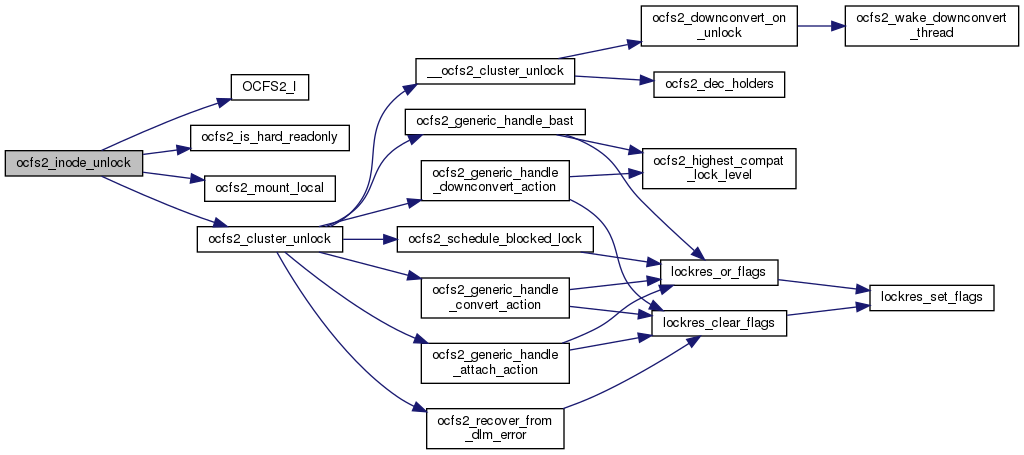 ocfs2_inode_unlock
OCFS2_I
ocfs2_is_hard_readonly
ocfs2_mount_local
ocfs2_cluster_unlock
__ocfs2_cluster_unlock
ocfs2_generic_handle_bast
ocfs2_generic_handle
_downconvert_action
ocfs2_schedule_blocked_lock
ocfs2_generic_handle
_convert_action
ocfs2_generic_handle
_attach_action
ocfs2_recover_from
_dlm_error
ocfs2_downconvert_on
_unlock
ocfs2_dec_holders
ocfs2_highest_compat
_lock_level
lockres_or_flags
lockres_clear_flags
ocfs2_wake_downconvert
_thread
lockres_set_flags